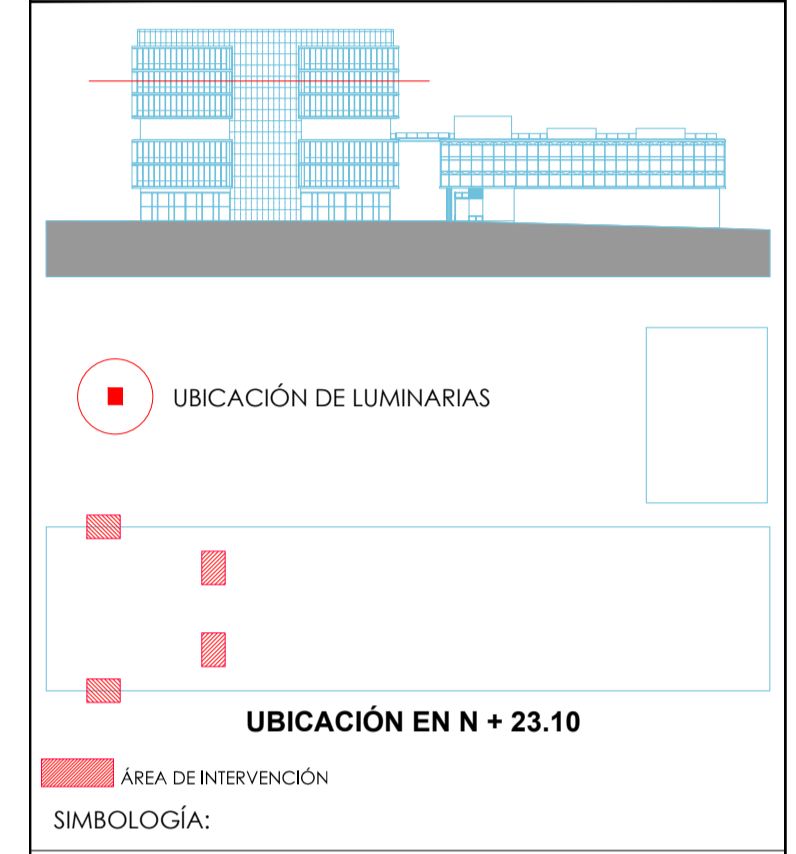 UBICACIÓN DE LUMINARIAS
UBICACIÓN EN N + 23.10
ÁREA DE INTERVENCIÓN
SIMBOLOGÍA: